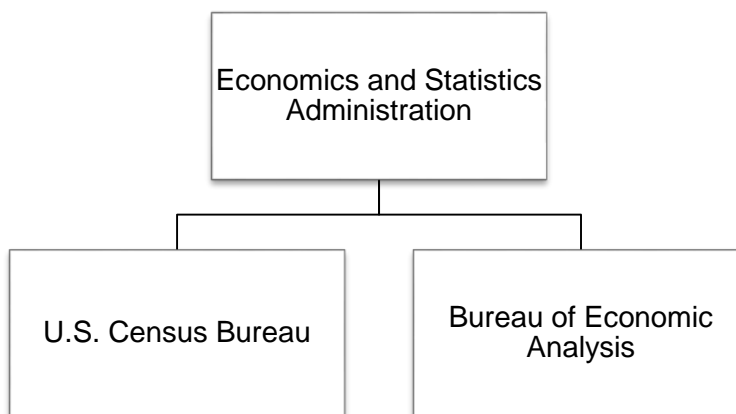 Economics and Statistics
Administration
U.S. Census Bureau
Bureau of Economic
Analysis